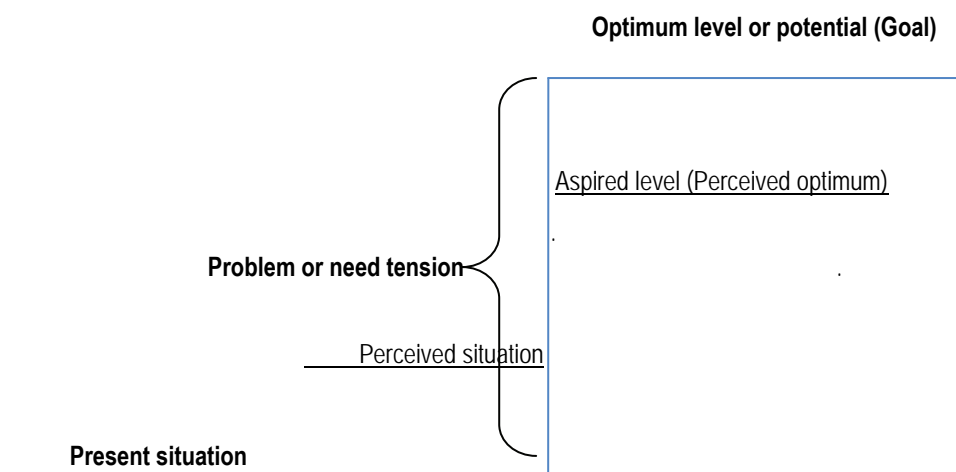 Optimum level or potential (Goal)
Aspired level (Perceived optimum)
.
Problem or need tension
.
Perceived situation
Present situation